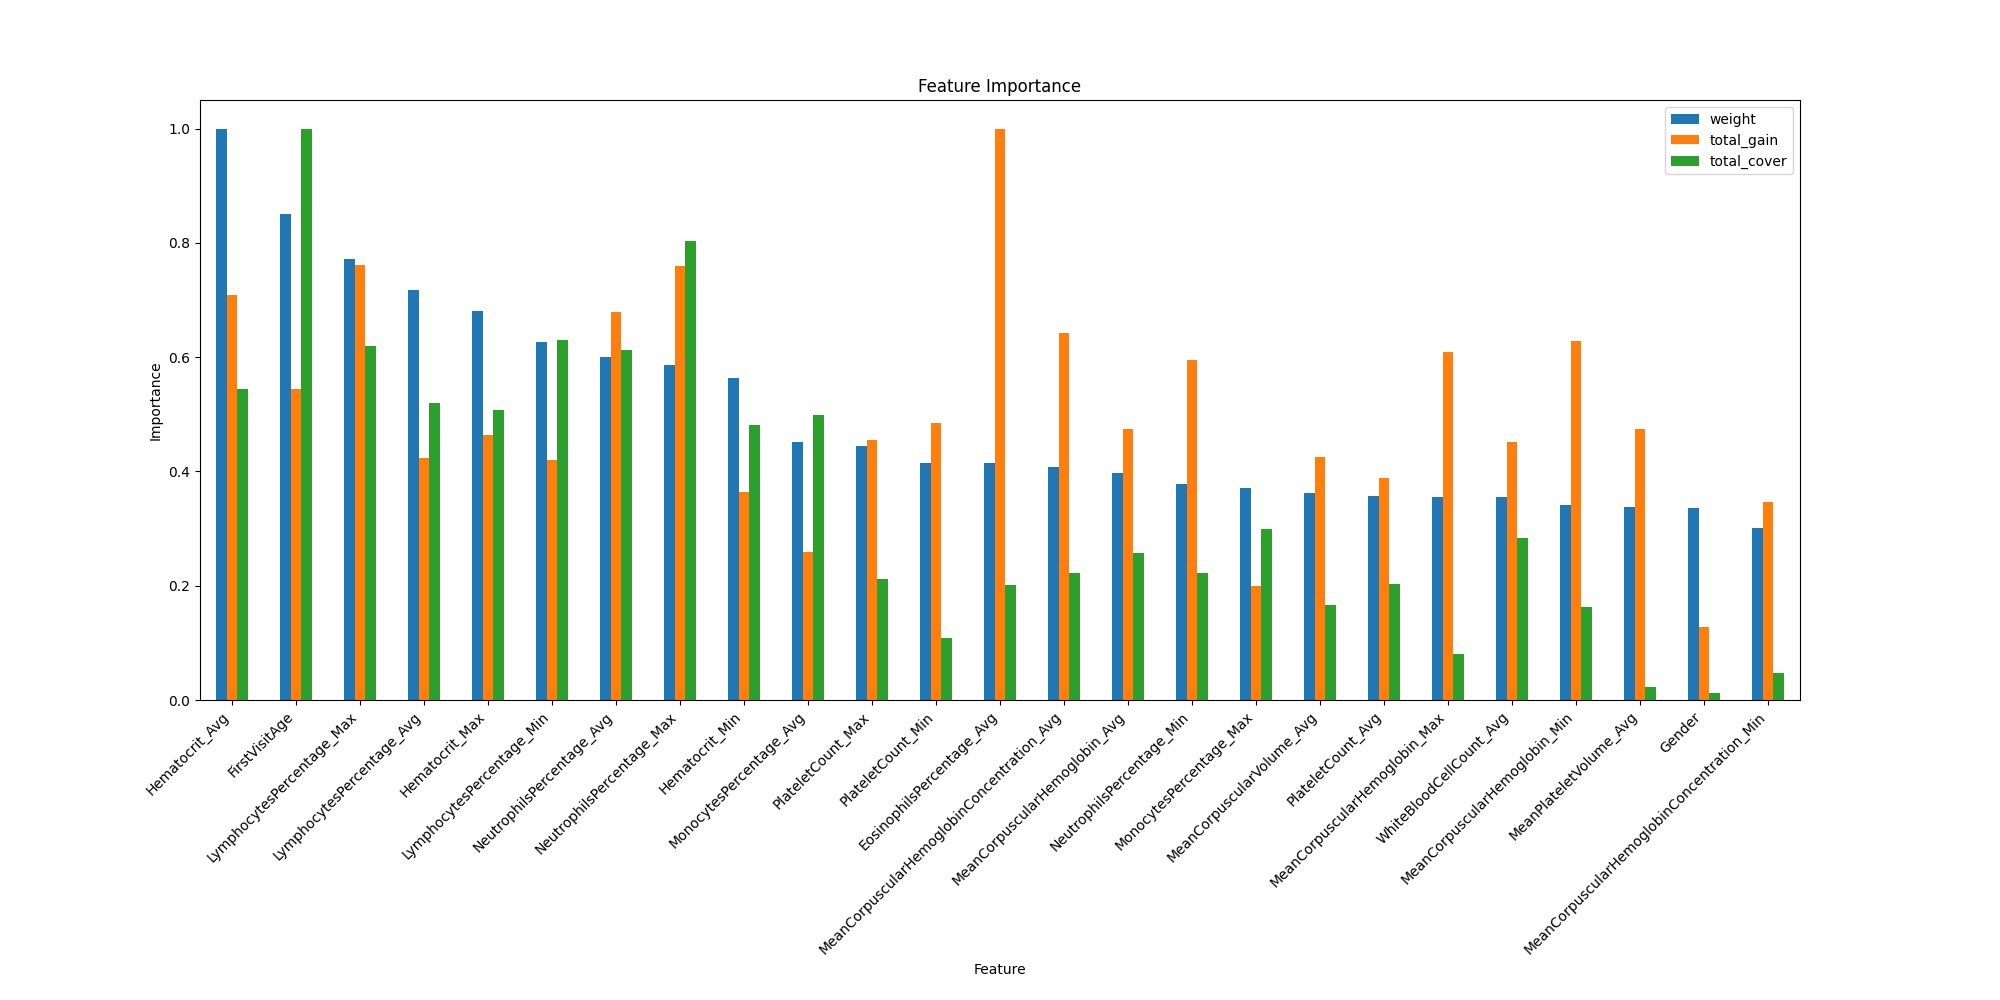 Feature Importance
weight
total_gain
total_cover
Importance
1.0
0.8
0.6
0.4
0.2
0.0
Hematocrit_Avg
FirstVisitAge
LymphocytesPercentage_Max
LymphocytesPercentage_Avg
Hematocrit_Max
LymphocytesPercentage_Min
NeutrophilsPercentage_Avg
NeutrophilsPercentage_Max
Hematocrit_Min
MonocytesPercentage_Avg
PlateletCount_Max
PlateletCount_Min
EosinophilsPercentage_Avg
MeanCorpuscularHemoglobinConcentration_Avg
MeanCorpuscularHemoglobin_Avg
NeutrophilsPercentage_Min
MonocytesPercentage_Max
MeanCorpuscularVolume_Avg
PlateletCount_Avg
MeanCorpuscularHemoglobin_Max
WhiteBloodCellCount_Avg
MeanCorpuscularHemoglobin_Min
MeanPlateletVolume_Avg
Gender
MeanCorpuscularHemoglobinConcentration_Min
Feature